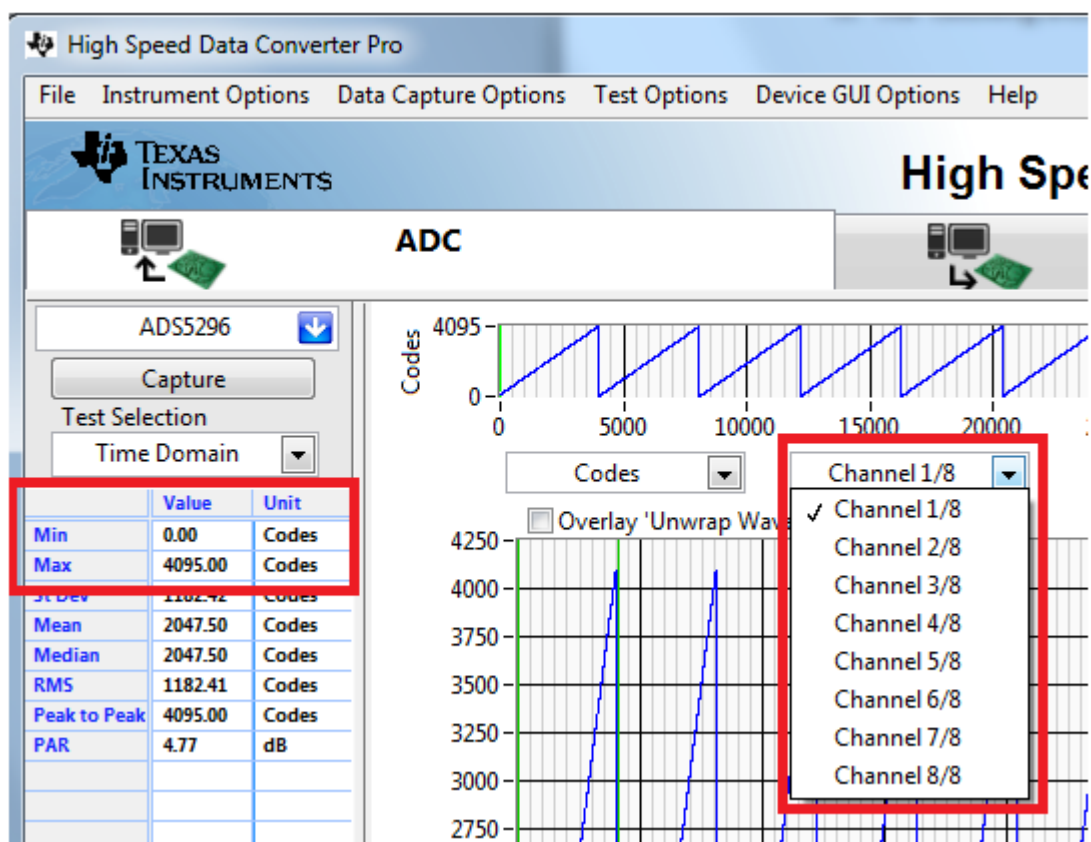 High Speed Data Converter Pro
File Instrument Options Data Capture Options Test Options Device GUI Options Help
TEXAS
INSTRUMENTS
High Spe
ADC
ADS5296
Capture
Test Selection
Time Domain
Value Unit
Min 0.00 Codes
Max 4095.00 Codes
St Dev 1182.42 Codes
Mean 2047.50 Codes
Median 2047.50 Codes
RMS 1182.41 Codes
Peak to Peak 4095.00 Codes
PAR 4.77 dB
Codes
4095
0
0 5000 10000 15000 20000
Codes
Channel 1/8
Overlay 'Unwrap Wav
Channel 1/8
Channel 2/8
Channel 3/8
Channel 4/8
Channel 5/8
Channel 6/8
Channel 7/8
Channel 8/8
4250
4000
3750
3500
3250
3000
2750